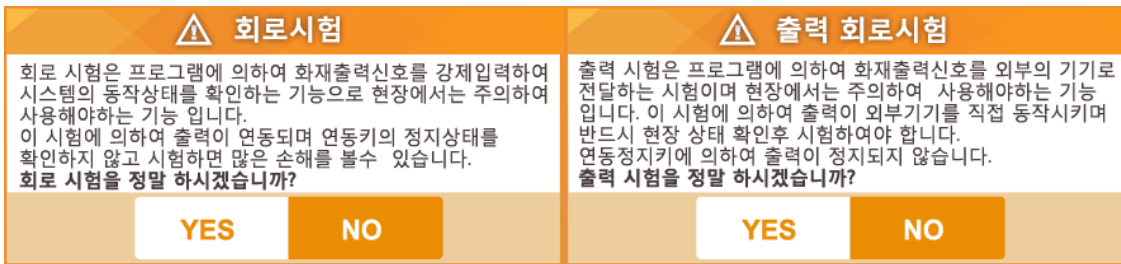 회로시험
회로 시험은 프로그램에 의하여 화재출력신호를 강제입력하여
시스템의 동작상태를 확인하는 기능으로 현장에서는 주의하여
사용해야하는 기능 입니다.
이 시험에 의하여 출력이 연동되며 연동키의 정지상태를
확인하지 않고 시험하면 많은 손해를 볼수 있습니다.
회로 시험을 정말 하시겠습니까?
YES
NO
출력 회로시험
출력 시험은 프로그램에 의하여 화재출력신호를 외부의 기기로
전달하는 시험이며 현장에서는 주의하여 사용해야하는 기능
입니다. 이 시험에 의하여 출력이 외부기기를 직접 동작시키며
반드시 현장 상태 확인후 시험하여야 합니다.
연동정지키에 의하여 출력이 정지되지 않습니다.
출력 시험을 정말 하시겠습니까?
YES
NO